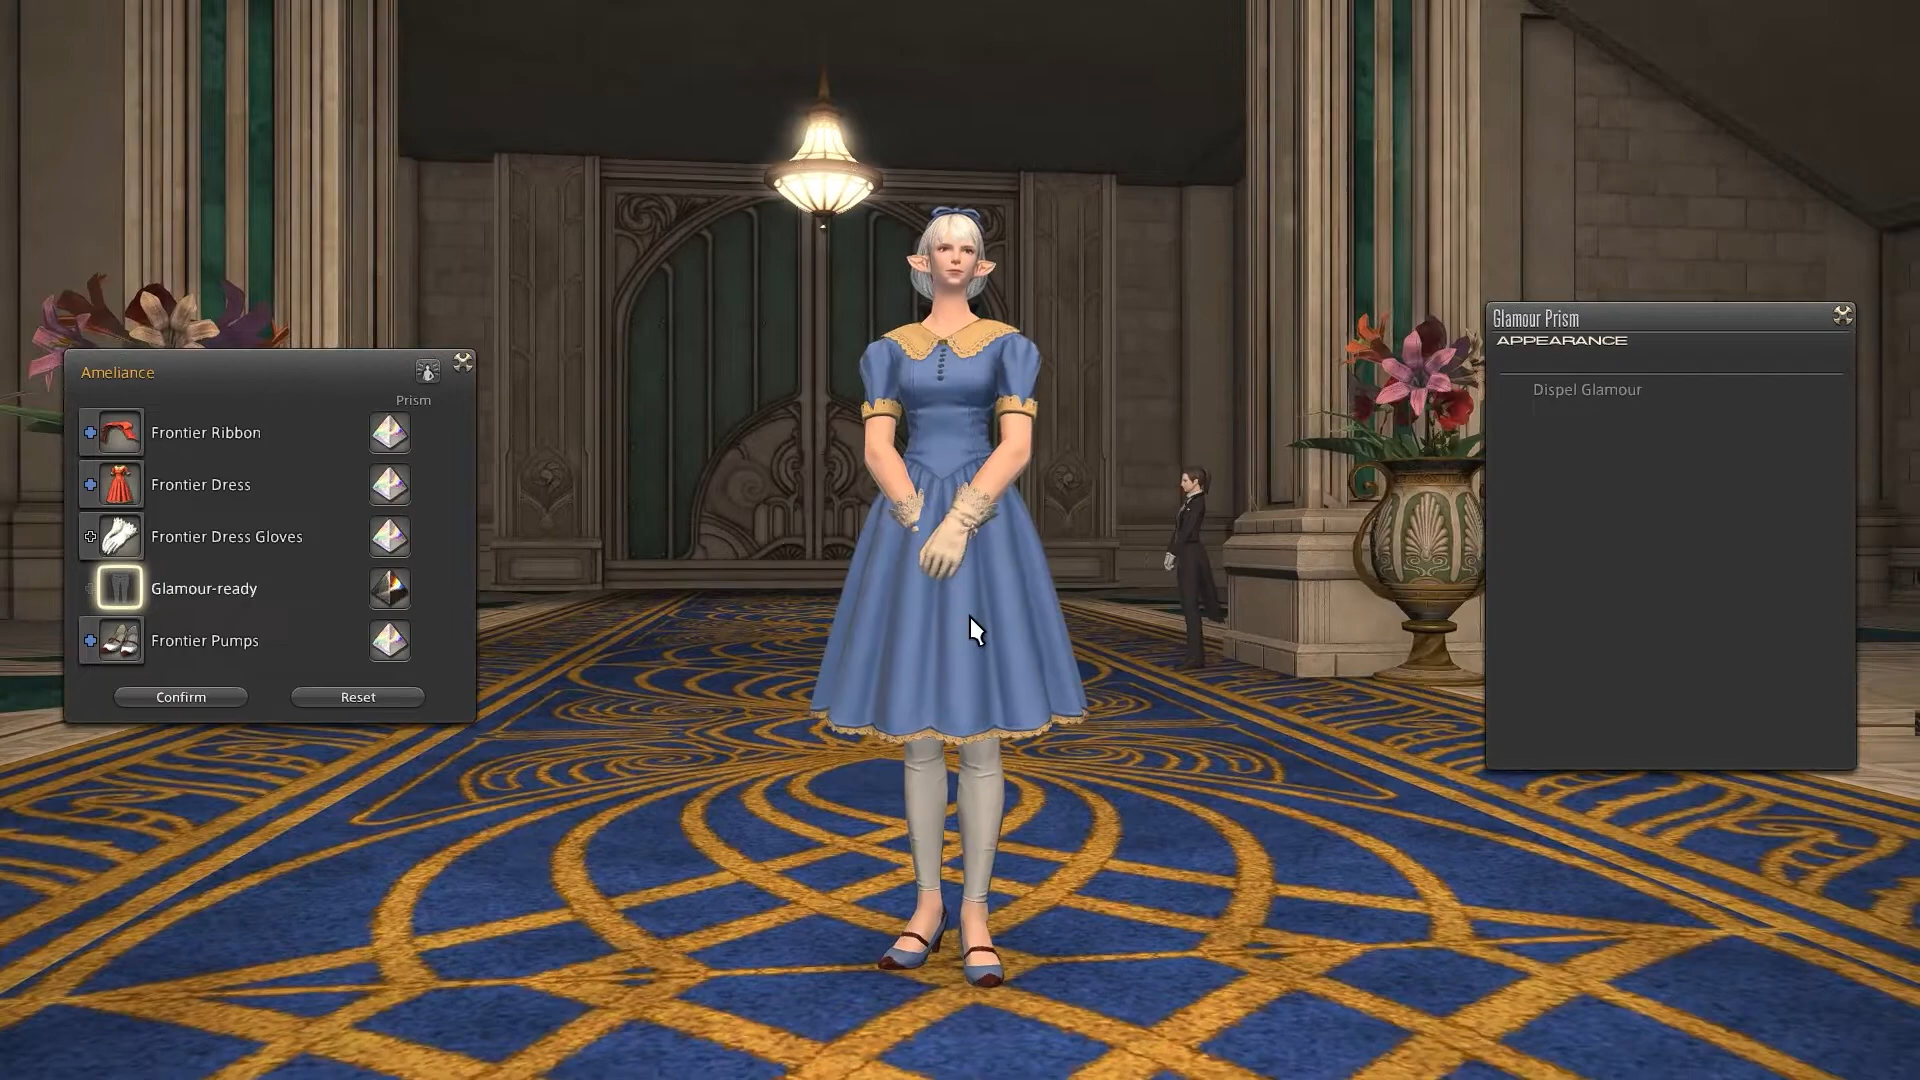 Ameliance
Prism
Frontier Ribbon
Frontier Dress
Frontier Dress Gloves
Glamour-ready
Frontier Pumps
Confirm
Reset
Glamour Prism
APPEARANCE
Dispel Glamour